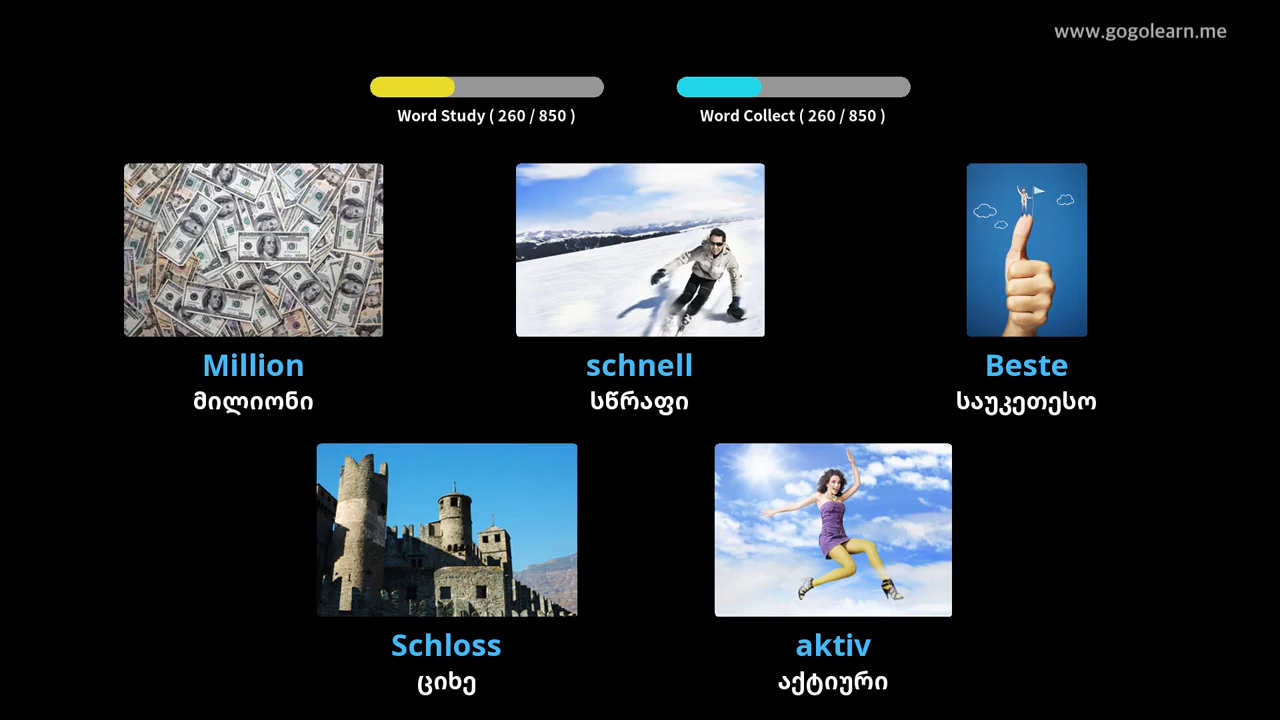 www.gogolearn.me
Word Study ( 260 / 850 )
Word Collect ( 260 / 850 )
Million
მილიონი
schnell
სწრაფი
Beste
საუკეთესო
Schloss
ციხე
aktiv
აქტიური